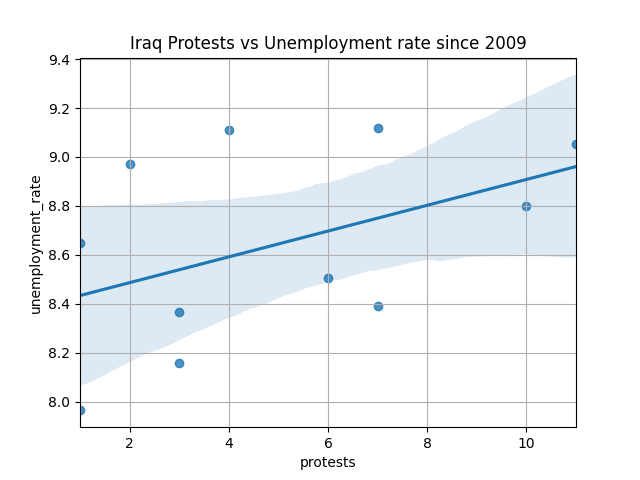 Iraq Protests vs Unemployment rate since 2009
9.4
9.2
9.0
8.8
8.6
8.4
8.2
8.0
unemployment_rate
2 4 6 8 10
protests